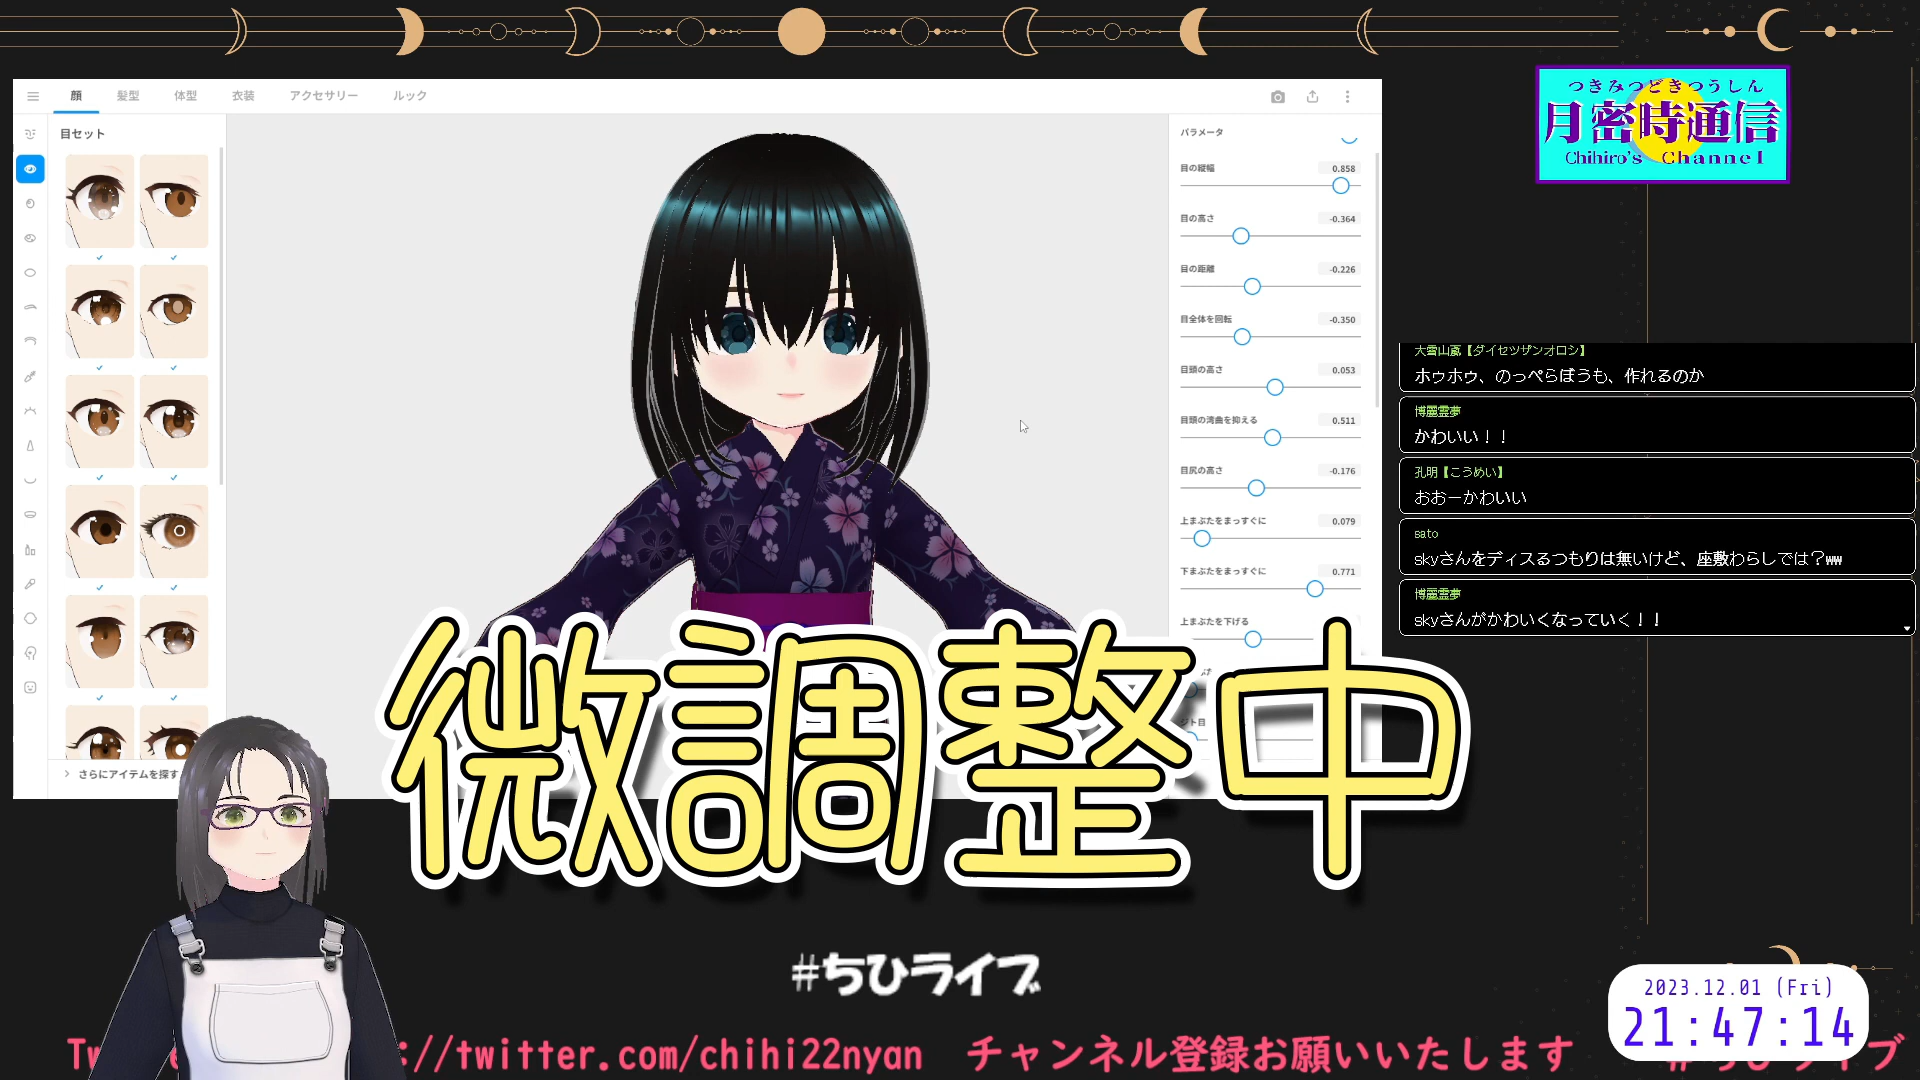 顔 髪型 体型 衣装 アクセサリー ルック
目セット
さらにアイテムを探す
パラメータ
目の縦幅 0.858
目の高さ -0.364
目の距離 -0.226
目全体を回転 -0.350
目頭の高さ 0.053
目頭の湾曲を抑える 0.511
目尻の高さ -0.176
上まぶたをまっすぐに 0.079
下まぶたをまっすぐに 0.771
上まぶたを下げる
ジト目
微調整中
つきみつどきつうしん
月密時通信
Chihiro's Channel
大雪山颪【ダイセツザンオロシ】
ホゥホゥ、のっぺらぼうも、作れるのか
博麗霊夢
かわいい！！
孔明【こうめい】
おおーかわいい
sato
skyさんをディスるつもりは無いけど、座敷わらしでは？ww
博麗霊夢
skyさんがかわいくなっていく！！
#ちひライブ
2023.12.01 (Fri)
21:47:14
://twitter.com/chihi22nyan チャンネル登録お願いいたします